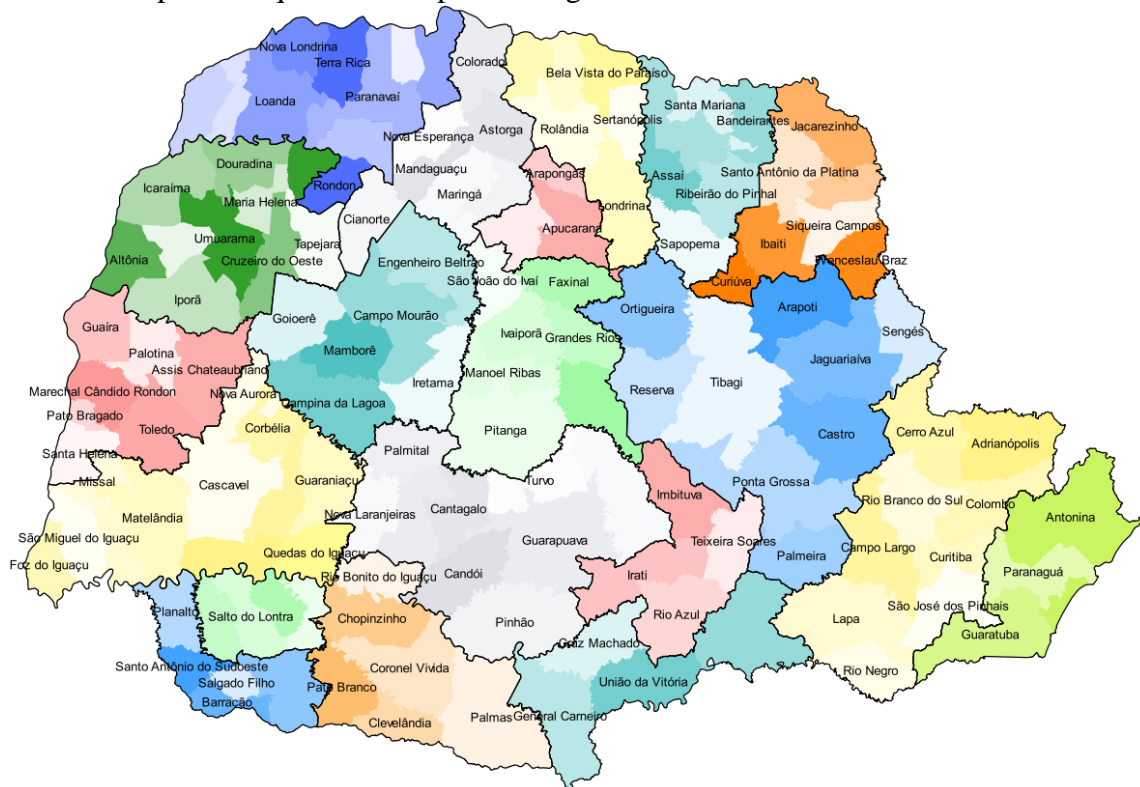 Nova Londrina
Terra Rica
Loanda
Paranavaí
Colorado
Bela Vista do Paraíso
Nova Esperança
Astorga
Rolândia
Sertanópolis
Santa Mariana
Bandeirantes
Jacarezinho
Douradina
Icaraíma
Rondon
Mandaguaçu
Maringá
Arapongas
Assaí
Santo Antônio da Platina
Ribeirão do Pinhal
Maria Helena
Cianorte
Londrina
Apucarana
Siqueira Campos
Umuarama
Tapejara
Sapopema
Ibaiti
Altônia
Cruzeiro do Oeste
Engenheiro Beltrão
Wenceslau Braz
São João do Ivaí
Faxinal
Curiúva
Iporã
Goioerê
Campo Mourão
Ortigueira
Arapoti
Guaíra
Ivaiporã
Grandes Rios
Sengés
Palotina
Mamborê
Jaguariaíva
Assis Chateaubriand
Manoel Ribas
Tibagi
Marechal Cândido Rondon
Nova Aurora
Iretama
Reserva
Pato Bragado
Campina da Lagoa
Toledo
Corbélia
Pitanga
Castro
Cerro Azul
Adrianópolis
Santa Helena
Palmital
Missal
Cascavel
Guaraniaçu
Turvo
Ponta Grossa
Imbituva
Rio Branco do Sul
Colombo
Matelândia
Nova Laranjeiras
Cantagalo
Antonina
São Miguel do Iguaçu
Guarapuava
Teixeira Soares
Foz do Iguaçu
Quedas do Iguaçu
Palmeira
Campo Largo
Curitiba
Paranaguá
Rio Bonito do Iguaçu
Candói
Irati
Planalto
Salto do Lontra
Chopinzinho
Pinhão
Rio Azul
Lapa
São José dos Pinhais
Guaratuba
Cruz Machado
Santo Antônio do Sudoeste
Coronel Vivida
Rio Negro
Salgado Filho
Pato Branco
União da Vitória
Barracão
Clevelândia
Palmas
General Carneiro